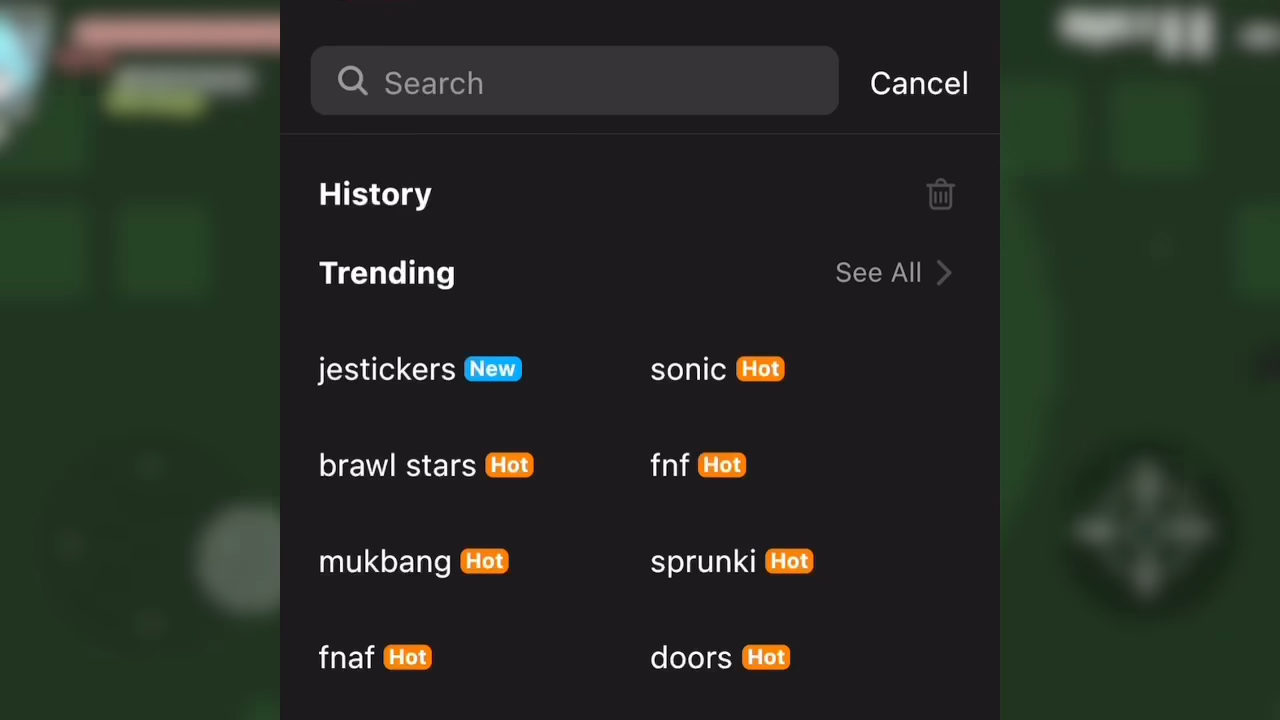 Search Cancel
History
Trending See All
jestickers New sonic Hot
brawl stars Hot fnf Hot
mukbang Hot sprunki Hot
fnaf Hot doors Hot